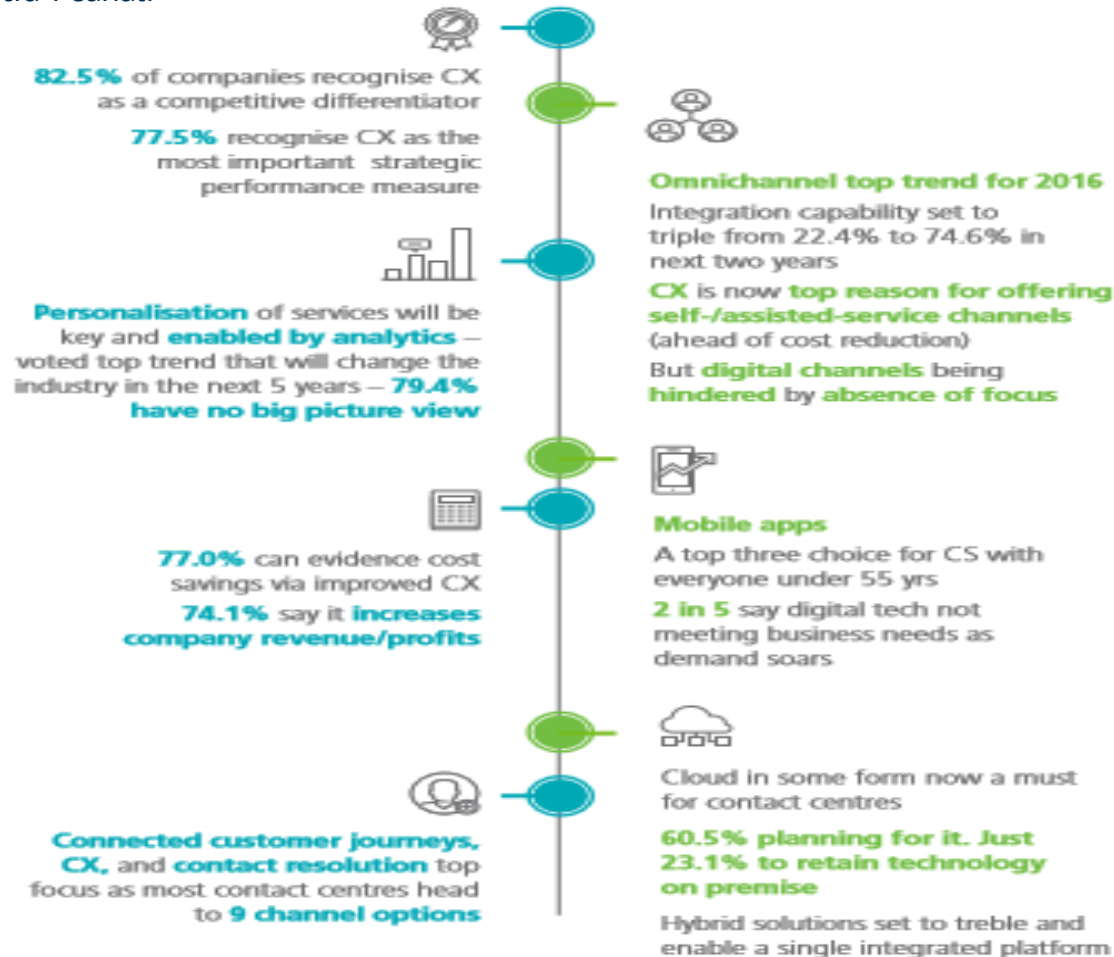 82.5% of companies recognise CX
as a competitive differentiator
77.5% recognise CX as the
most important strategic
performance measure
Omnichannel top trend for 2016
Integration capability set to
triple from 22.4% to 74.6% in
next two years
CX is now top reason for offering
self-/assisted-service channels
(ahead of cost reduction)
But digital channels being
hindered by absence of focus
Personalisation of services will be
key and enabled by analytics –
voted top trend that will change the
industry in the next 5 years – 79.4%
have no big picture view
Mobile apps
A top three choice for CS with
everyone under 55 yrs
2 in 5 say digital tech not
meeting business needs as
demand soars
77.0% can evidence cost
savings via improved CX
74.1% say it increases
company revenue/profits
Cloud in some form now a must
for contact centres
60.5% planning for it. Just
23.1% to retain technology
on premise
Hybrid solutions set to treble and
enable a single integrated platform
Connected customer journeys,
CX, and contact resolution top
focus as most contact centres head
to 9 channel options